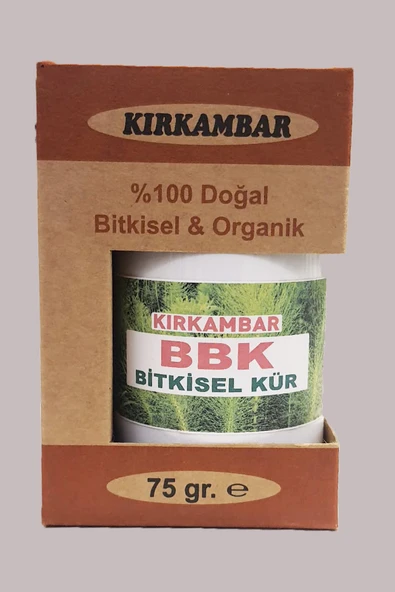 KIRKAMBAR
%100 Doğal
Bitkisel & Organik
KIRKAMBAR
BBK
BİTKİSEL KÜR
75 gr. ℮